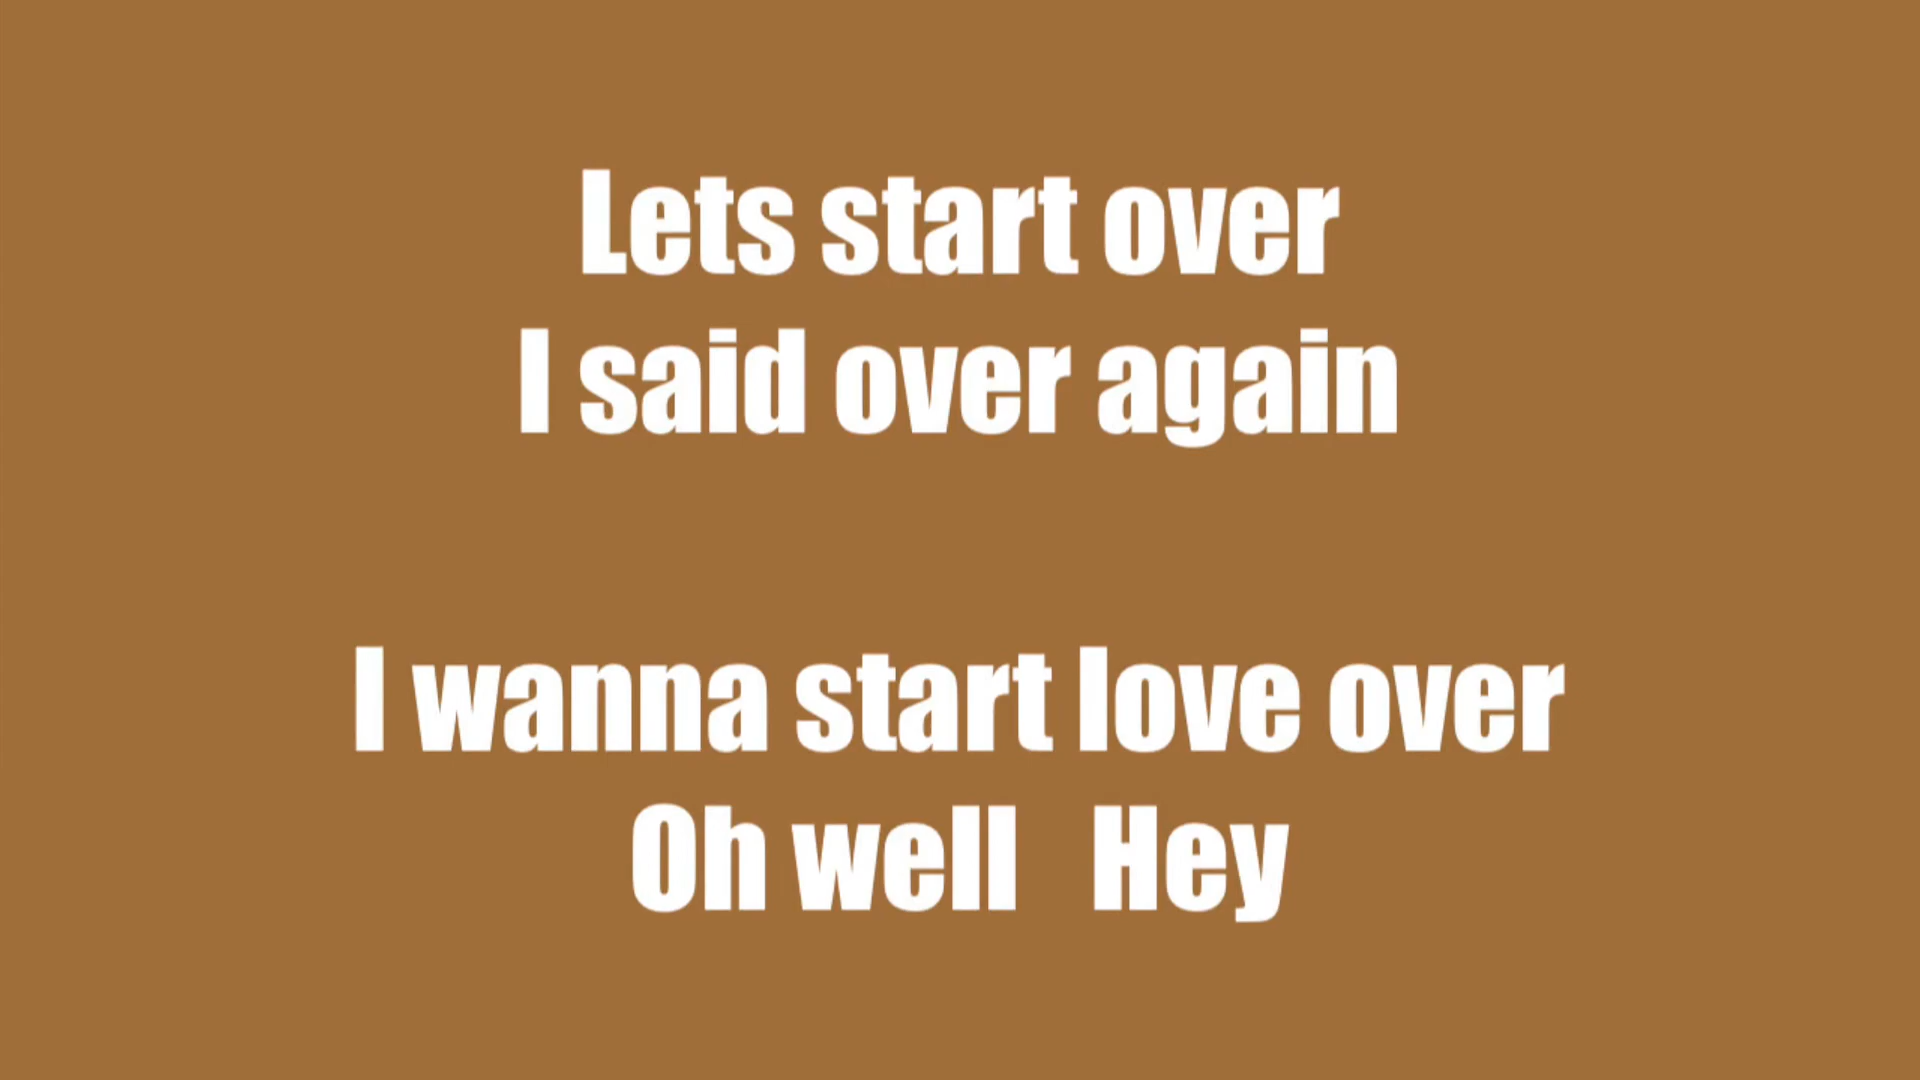 Lets start over
I said over again
I wanna start love over
Oh well   Hey